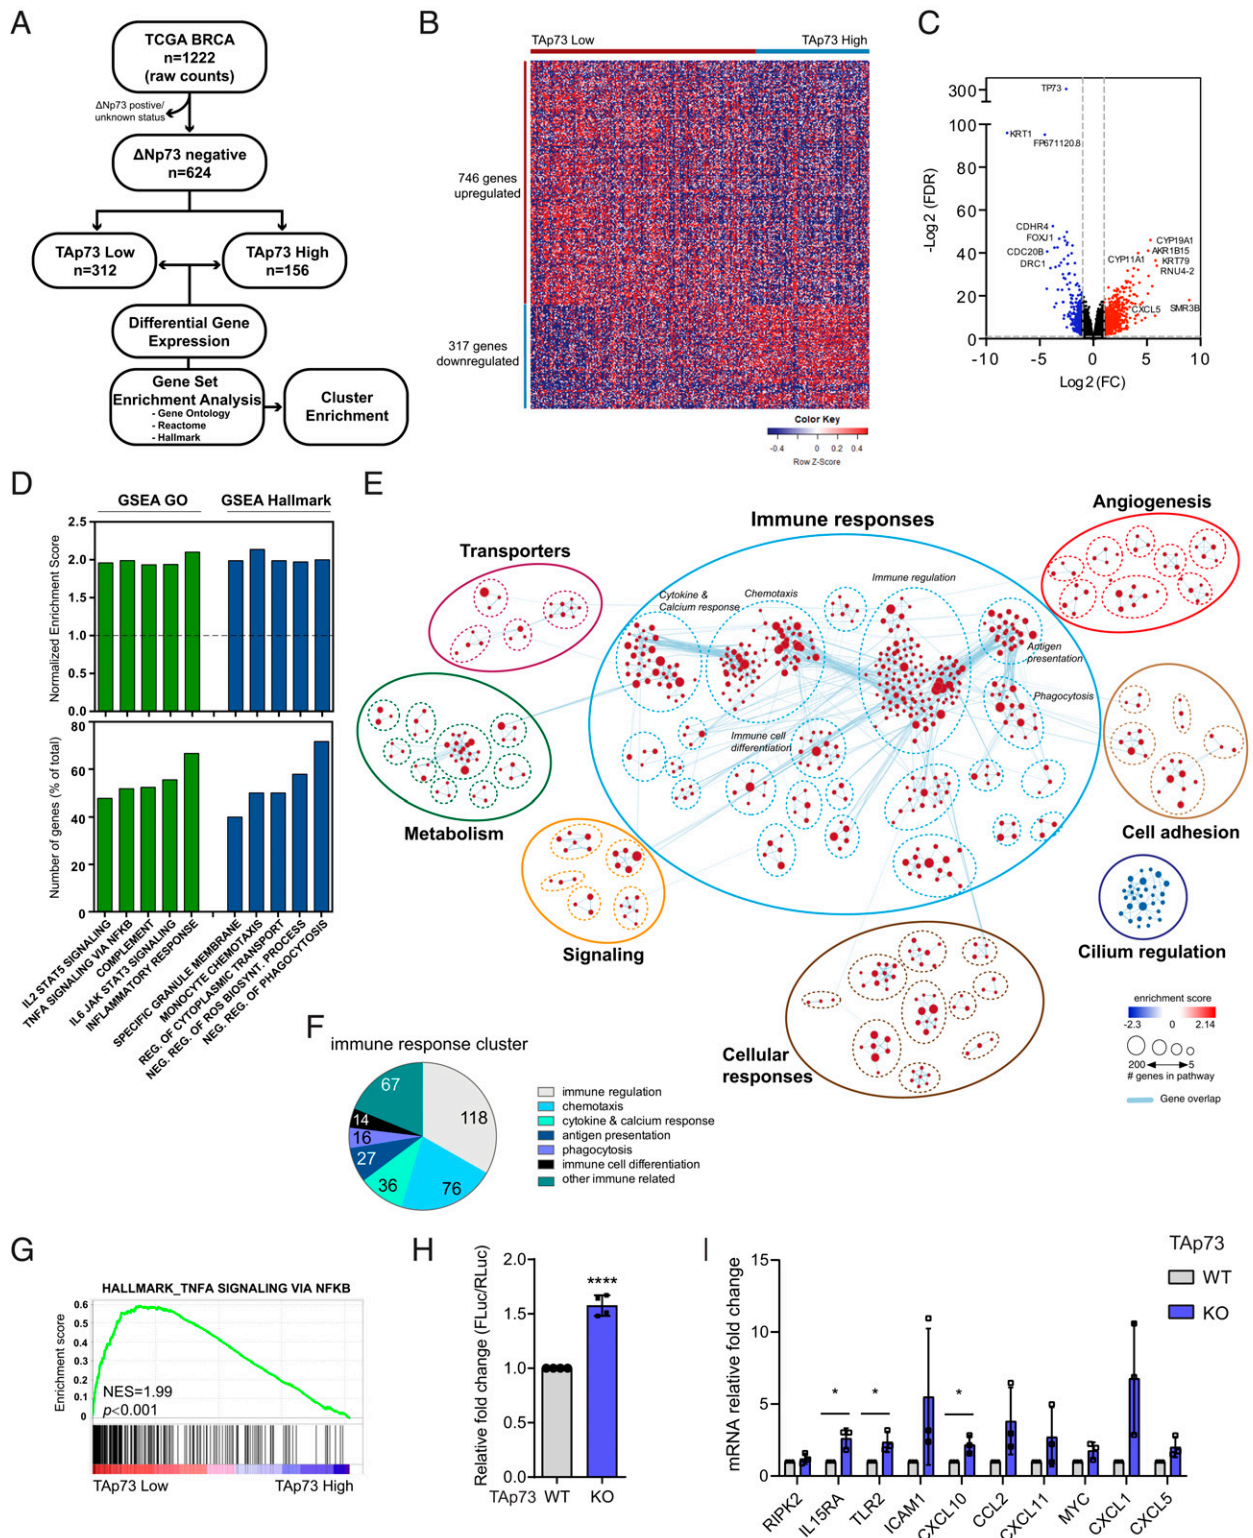 A
TCGA BRCA
n=1222
(raw counts)
ΔNp73 postive/
unknown status
ΔNp73 negative
n=624
TAp73 Low
n=312
TAp73 High
n=156
Differential Gene
Expression
Gene Set
Enrichment Analysis
- Gene Ontology
- Reactome
- Hallmark
Cluster
Enrichment
B
TAp73 Low
TAp73 High
746 genes
upregulated
317 genes
downregulated
Color Key
-0.4
0
0.2
0.4
Row Z-Score
C
300
100
80
60
40
20
0
-Log2 (FDR)
TP73
KRT1
FP671120.8
CDHR4
FOXJ1
CDC20B
DRC1
CYP19A1
AKR1B15
CYP11A1
KRT79
RNU4-2
CXCL5
SMR3B
-10
-5
0
5
10
Log2 (FC)
D
GSEA GO
GSEA Hallmark
Normalized Enrichment Score
2.5
2.0
1.5
1.0
0.5
0.0
Number of genes (% of total)
80
60
40
20
0
IL2 STAT5 SIGNALING
TNFA SIGNALING VIA NFKB
COMPLEMENT
IL6 JAK STAT3 SIGNALING
INFLAMMATORY RESPONSE
SPECIFIC GRANULE MEMBRANE
MONOCYTE CHEMOTAXIS
REG. OF CYTOPLASMIC TRANSPORT
NEG. REG. OF ROS BIOSYNT. PROCESS
NEG. REG. OF PHAGOCYTOSIS
E
Immune responses
Angiogenesis
Transporters
Cytokine &
Calcium response
Chemotaxis
Immune regulation
Antigen
presentation
Phagocytosis
Immune cell
differentiation
Metabolism
Signaling
Cell adhesion
Cilium regulation
Cellular
responses
enrichment score
-2.3
0
2.14
200
5
# genes in pathway
Gene overlap
F
immune response cluster
67
118
14
16
27
36
76
immune regulation
chemotaxis
cytokine & calcium response
antigen presentation
phagocytosis
immune cell differentiation
other immune related
G
HALLMARK_TNFA SIGNALING VIA NFKB
Enrichment score
0.6
0.5
0.4
0.3
0.2
0.1
0
NES=1.99
p<0.001
TAp73 Low
TAp73 High
H
Relative fold change (FLuc/RLuc)
2.0
1.5
1.0
0.5
0.0
****
TAp73
WT
KO
I
mRNA relative fold change
15
10
5
0
*
*
*
TAp73
WT
KO
RIPK2
IL15RA
TLR2
ICAM1
CXCL10
CCL2
CXCL11
MYC
CXCL1
CXCL5